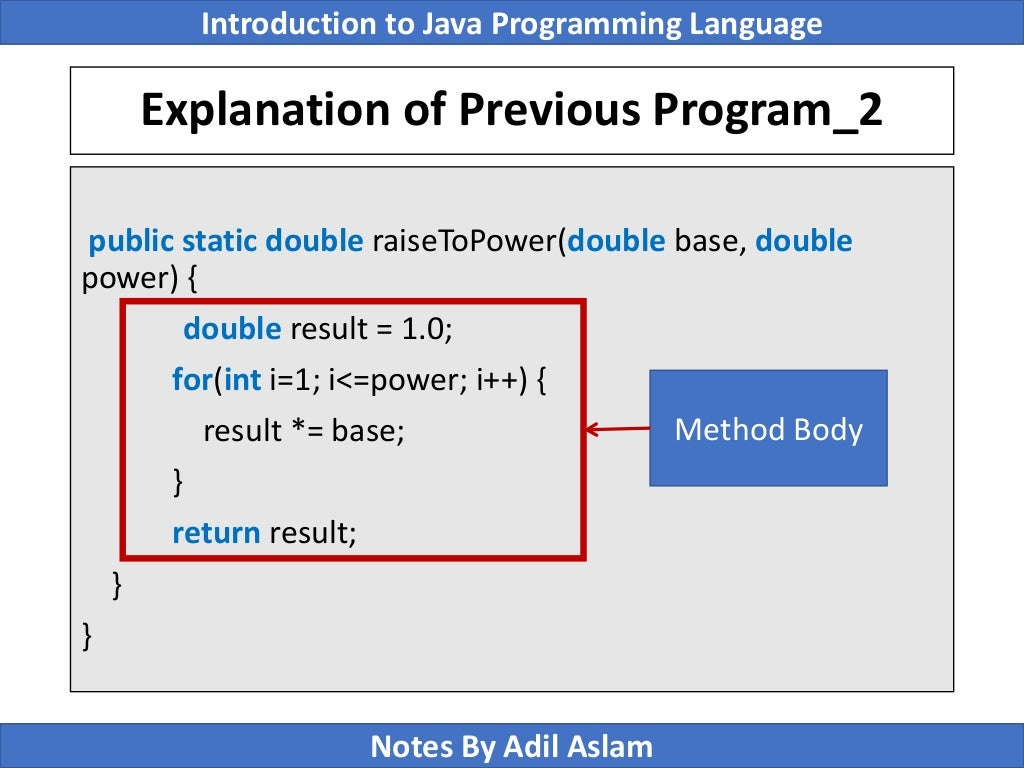 Introduction to Java Programming Language
Explanation of Previous Program_2
public static double raiseToPower(double base, double
power) {
double result = 1.0;
for(int i=1; i<=power; i++) {
result *= base;
Method Body
}
return result;
}
}
Notes By Adil Aslam